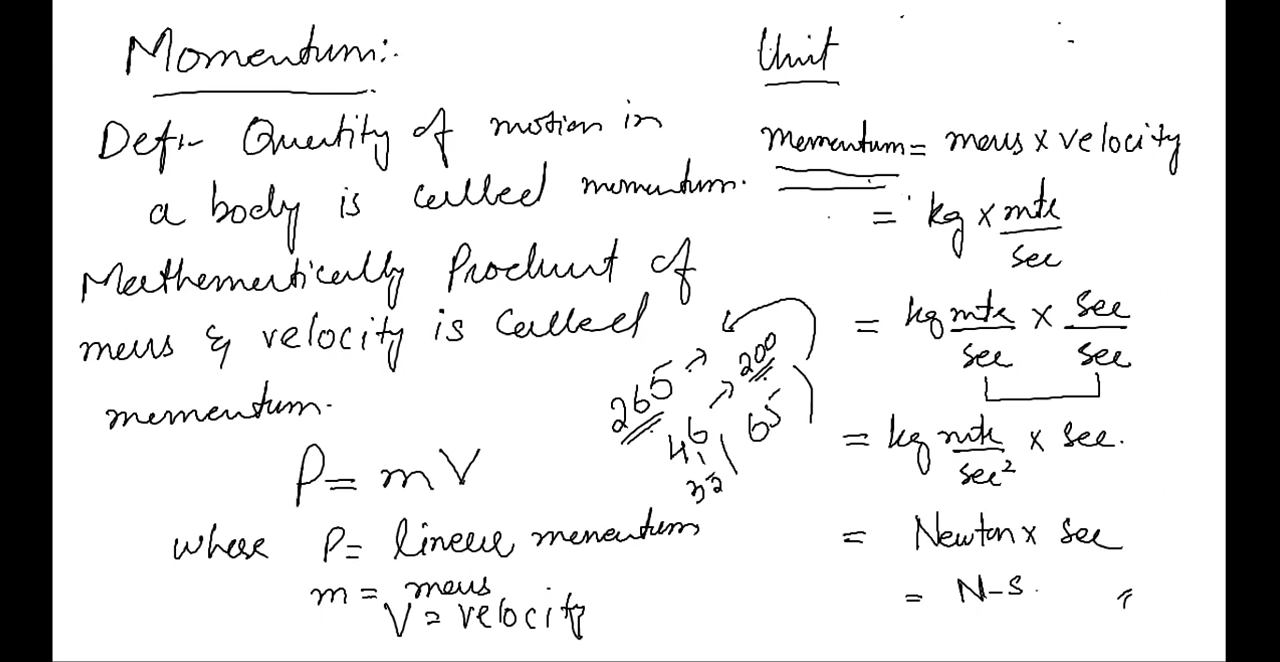 Momentum:-
Def:- Quantity of motion in
a body is called momentum.
Mathematically Product of
mass & velocity is called
momentum.
P = m V
where P = linear momentum
m = mass
V = velocity
265 → 200
46 → 65
32
Unit
Momentum = mass × velocity
= kg × mtr/sec
= kg mtr/sec × sec/sec
= kg mtr/sec² × sec.
= Newton × sec
= N-S.